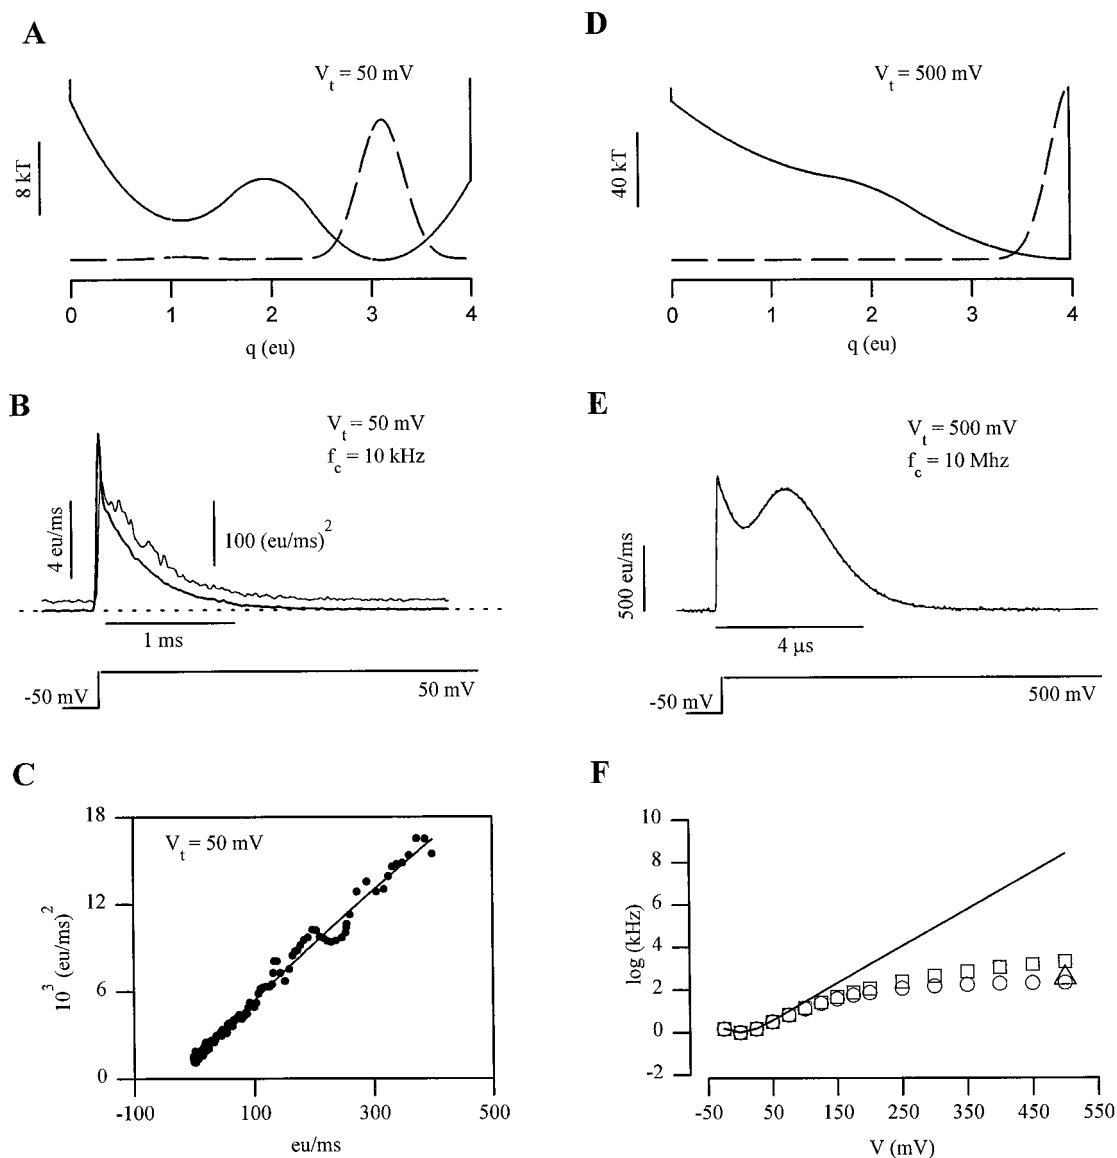 A
V_t = 50 mV
8 kT
0 1 2 3 4
q (eu)
D
V_t = 500 mV
40 kT
0 1 2 3 4
q (eu)
B
V_t = 50 mV
f_c = 10 kHz
4 eu/ms
100 (eu/ms)^2
1 ms
-50 mV
50 mV
E
V_t = 500 mV
f_c = 10 Mhz
500 eu/ms
4 μs
-50 mV
500 mV
C
V_t = 50 mV
10^3 (eu/ms)^2
18
12
6
0
-100 100 300 500
eu/ms
F
log (kHz)
10
8
6
4
2
0
-2
-50 50 150 250 350 450 550
V (mV)